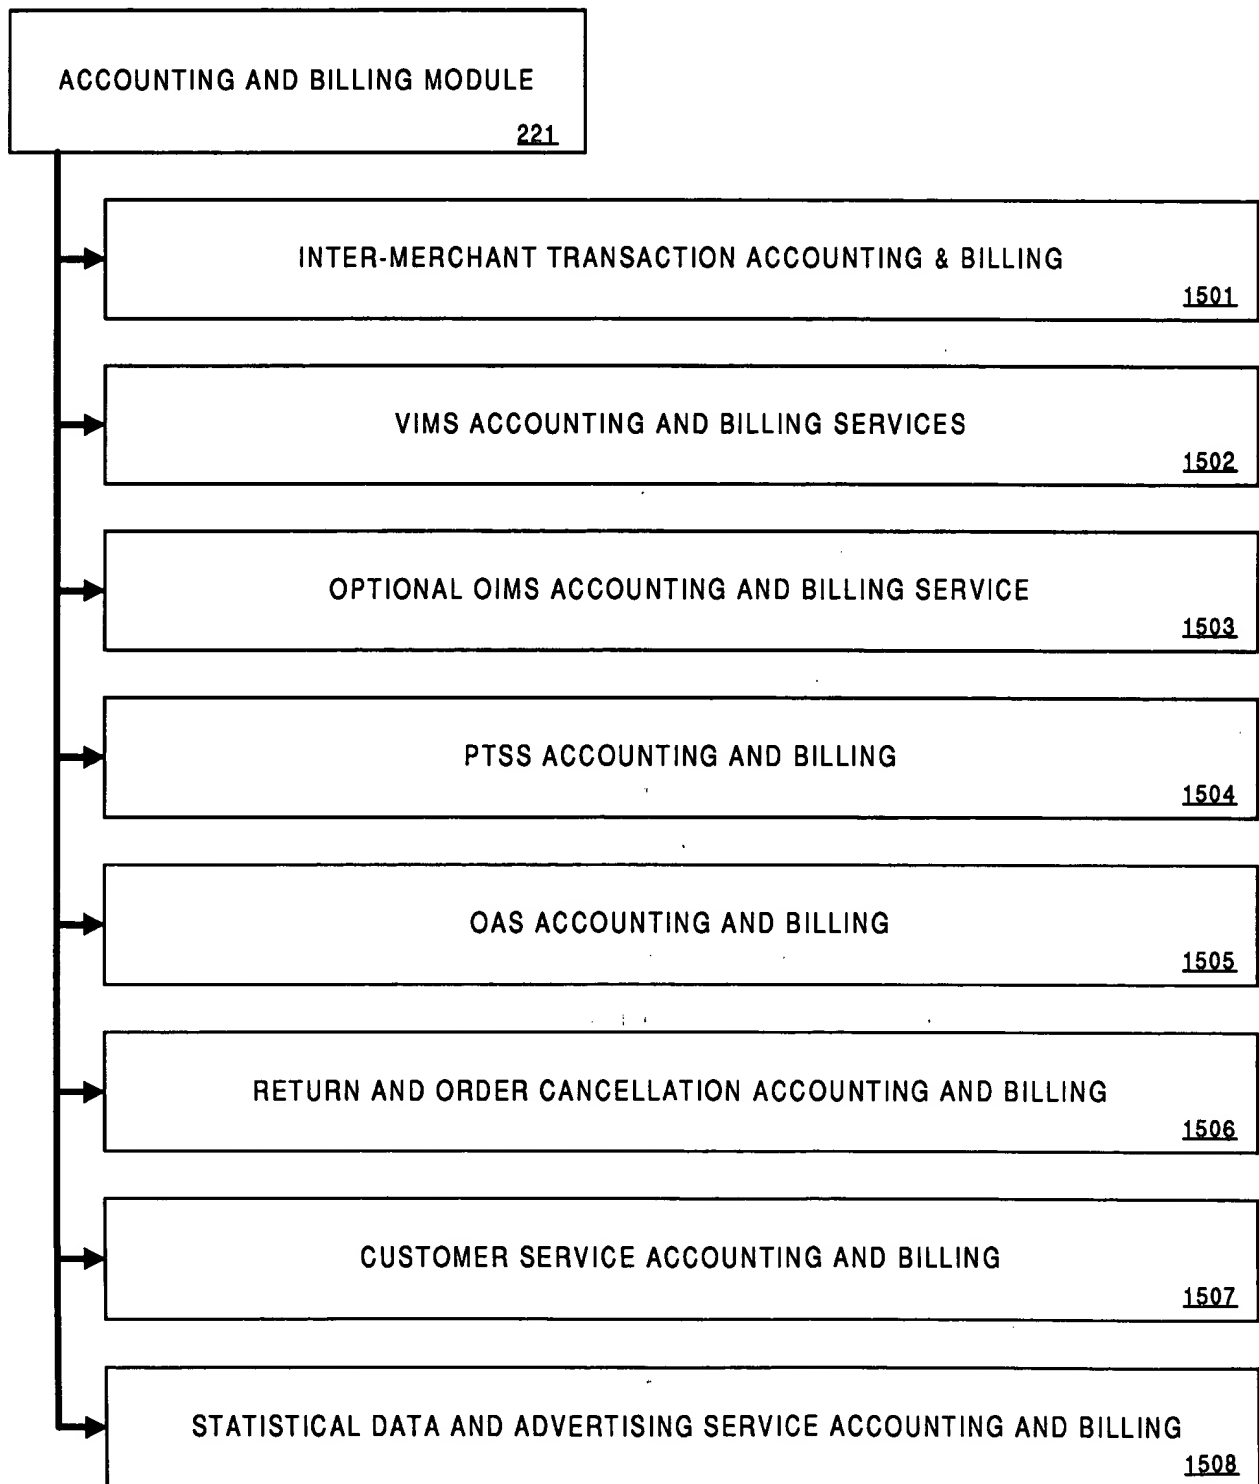 ACCOUNTING AND BILLING MODULE
221
INTER-MERCHANT TRANSACTION ACCOUNTING & BILLING
1501
VIMS ACCOUNTING AND BILLING SERVICES
1502
OPTIONAL OIMS ACCOUNTING AND BILLING SERVICE
1503
PTSS ACCOUNTING AND BILLING
1504
OAS ACCOUNTING AND BILLING
1505
RETURN AND ORDER CANCELLATION ACCOUNTING AND BILLING
1506
CUSTOMER SERVICE ACCOUNTING AND BILLING
1507
STATISTICAL DATA AND ADVERTISING SERVICE ACCOUNTING AND BILLING
1508